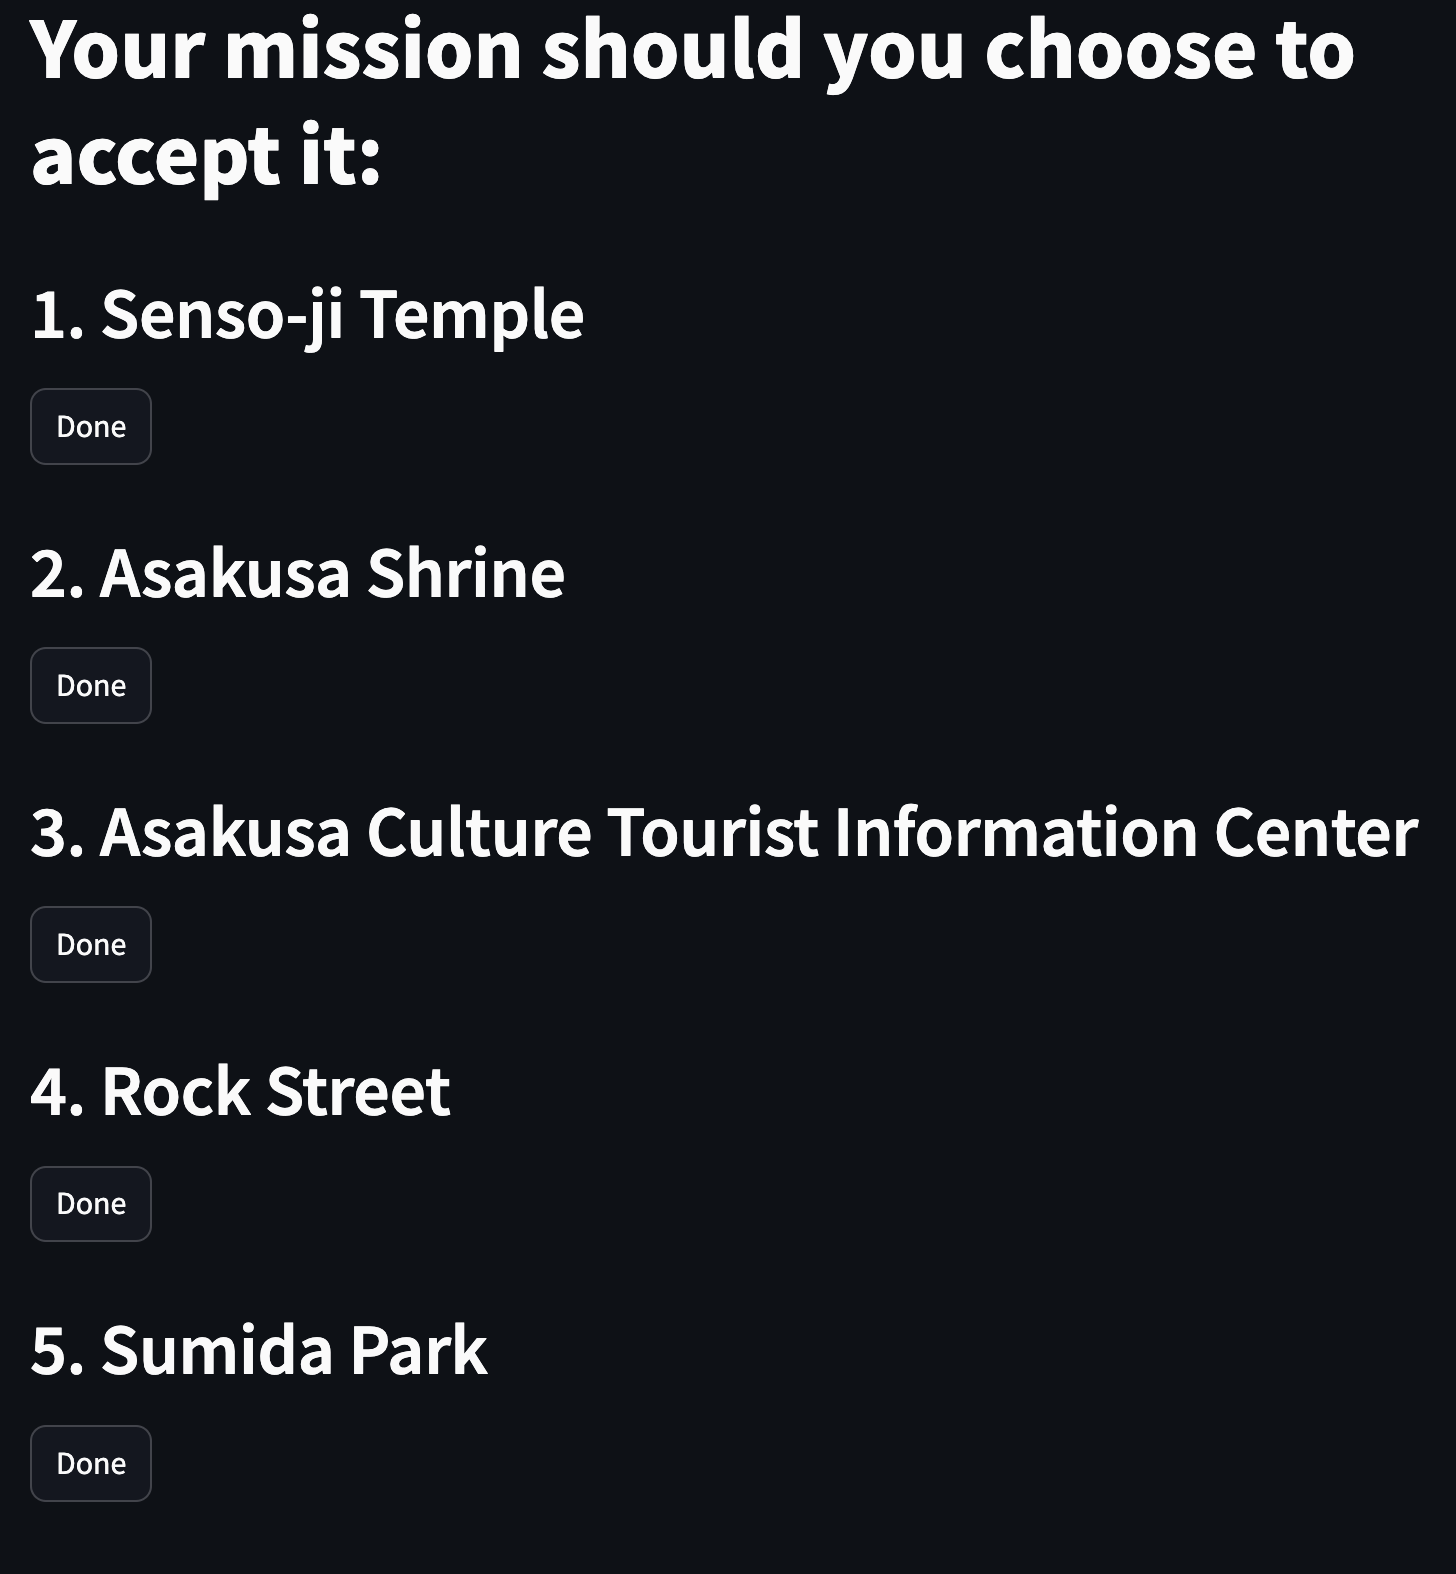 Your mission should you choose to
accept it:
1. Senso-ji Temple
Done
2. Asakusa Shrine
Done
3. Asakusa Culture Tourist Information Center
Done
4. Rock Street
Done
5. Sumida Park
Done